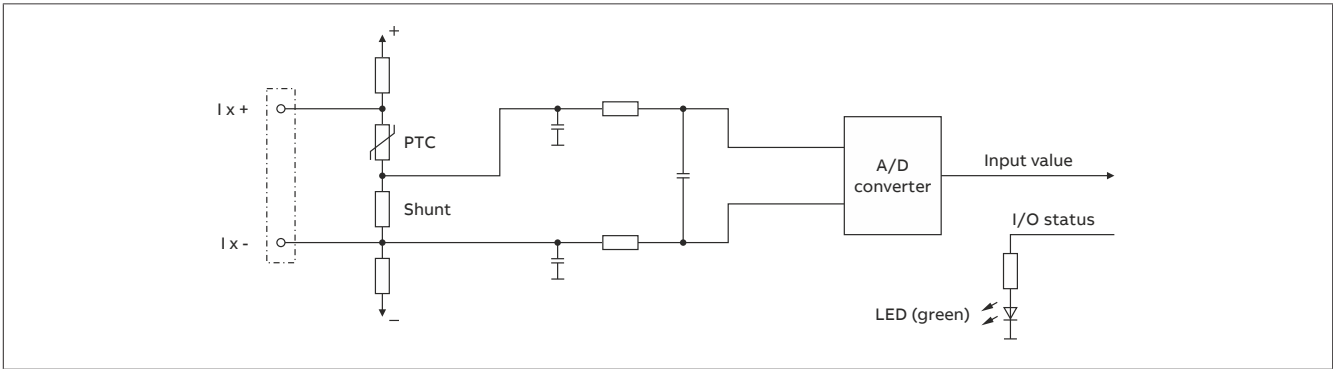 +
I x +
PTC
Shunt
I x -
−
A/D
converter
Input value
I/O status
LED (green)